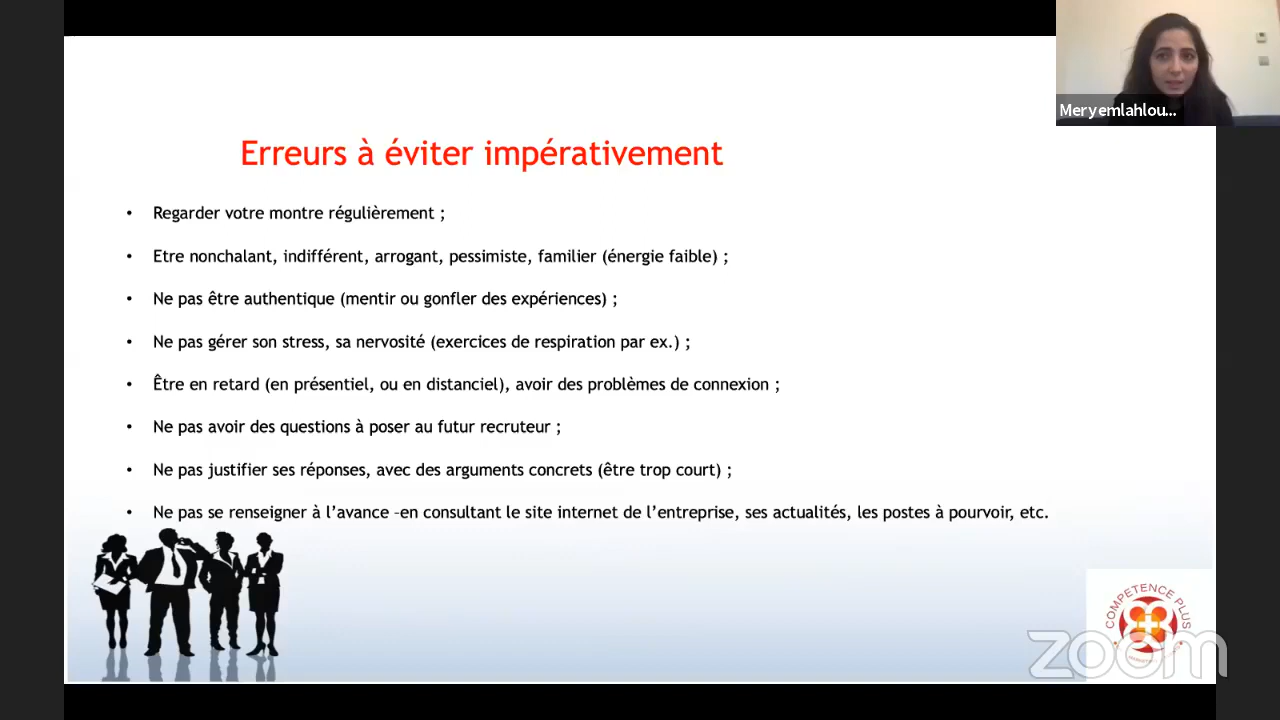 Meryemlahlou...
Erreurs à éviter impérativement
• Regarder votre montre régulièrement ;
• Etre nonchalant, indifférent, arrogant, pessimiste, familier (énergie faible) ;
• Ne pas être authentique (mentir ou gonfler des expériences) ;
• Ne pas gérer son stress, sa nervosité (exercices de respiration par ex.) ;
• Être en retard (en présentiel, ou en distanciel), avoir des problèmes de connexion ;
• Ne pas avoir des questions à poser au futur recruteur ;
• Ne pas justifier ses réponses, avec des arguments concrets (être trop court) ;
• Ne pas se renseigner à l’avance –en consultant le site internet de l’entreprise, ses actualités, les postes à pourvoir, etc.
COMPETENCE PLUS
zoom